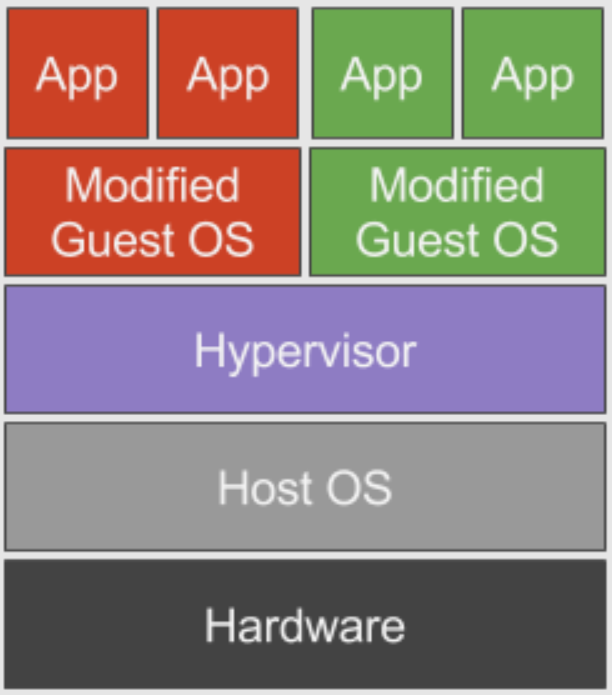 App App App App
Modified Modified
Guest OS Guest OS
Hypervisor
Host OS
Hardware